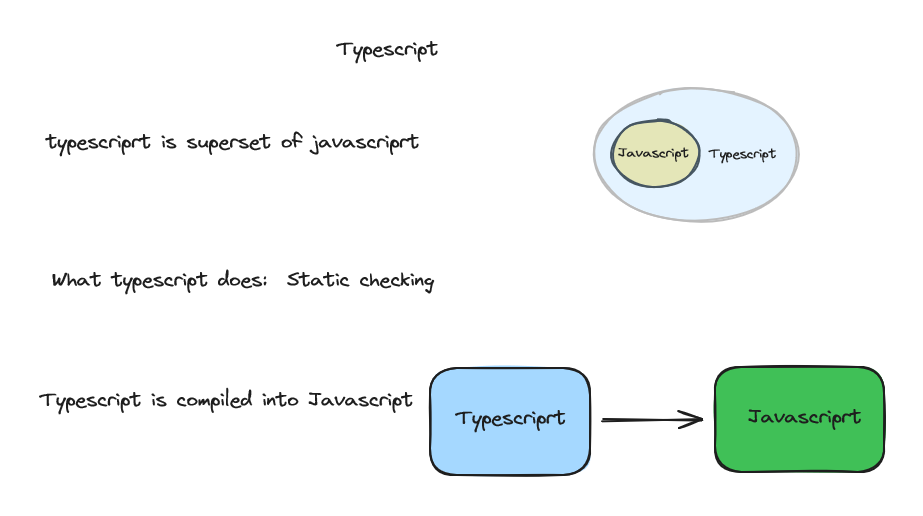 Typescript
typescriprt is superset of javascriprt
Javascript
Typescript
What typescript does: Static checking
Typescript is compiled into Javascript
Typescriprt
Javascriprt